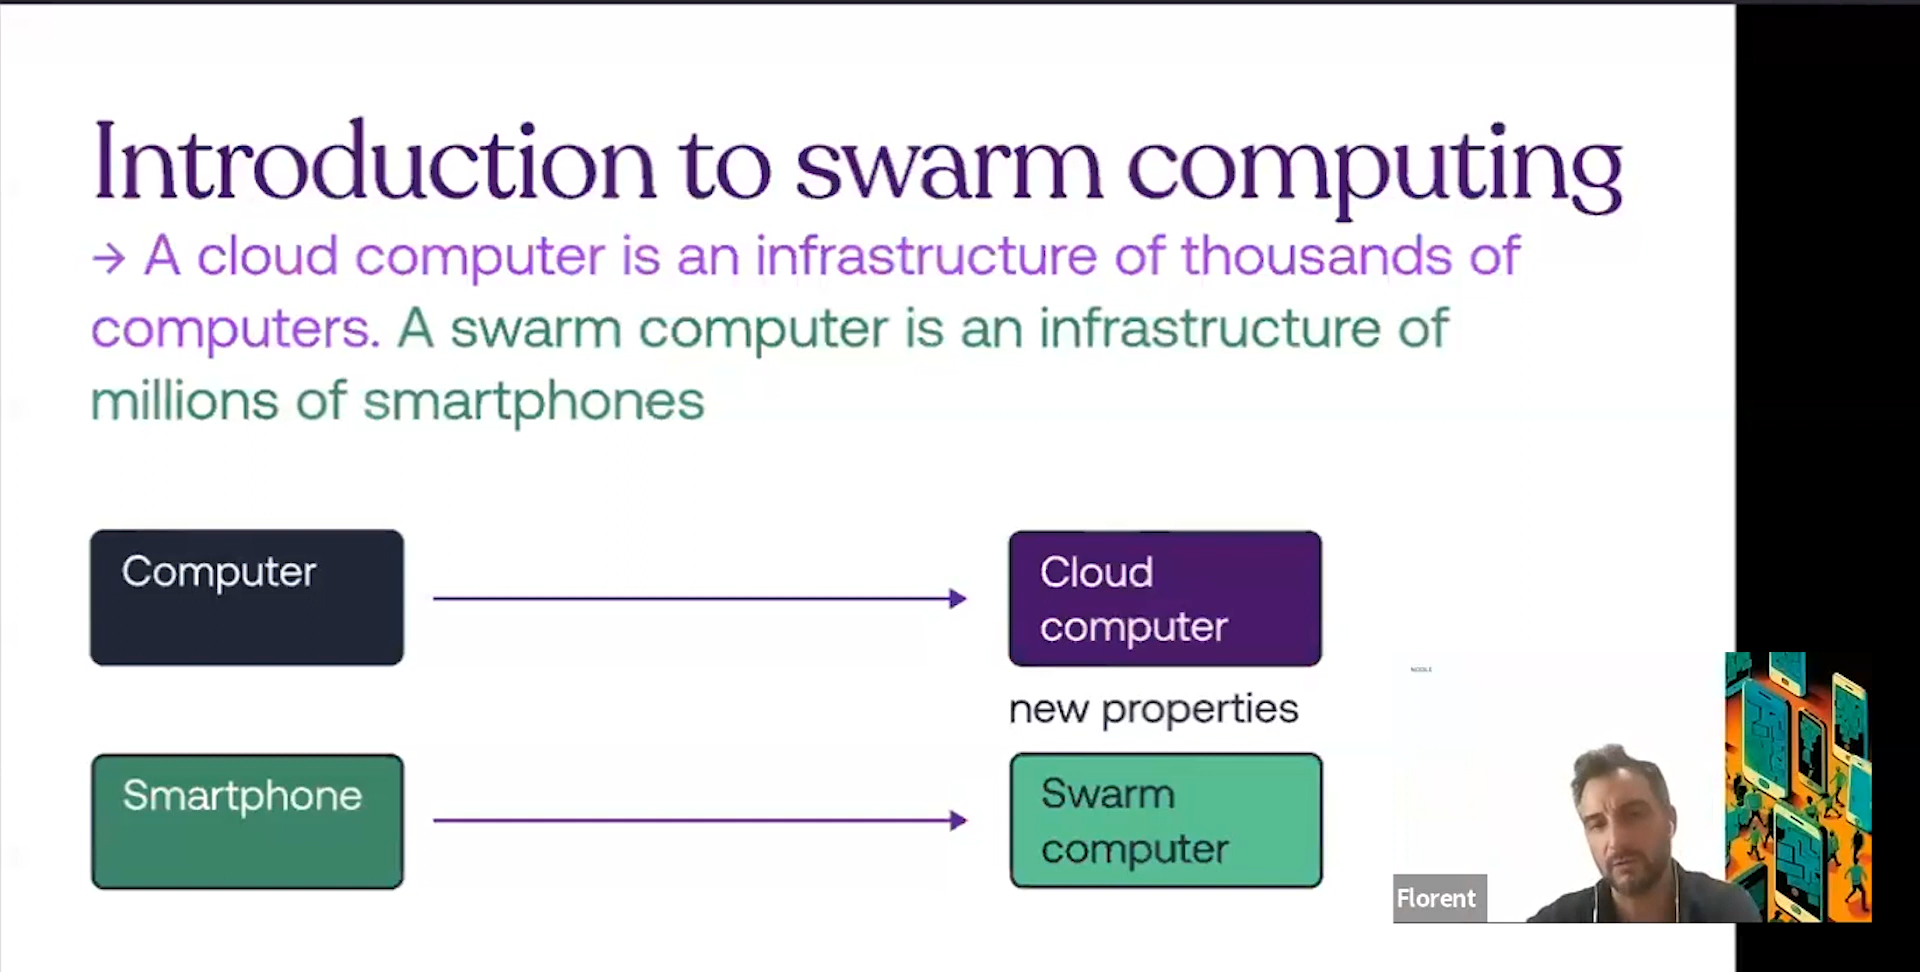 Introduction to swarm computing
→ A cloud computer is an infrastructure of thousands of
computers. A swarm computer is an infrastructure of
millions of smartphones
Computer
Cloud
computer
new properties
Smartphone
Swarm
computer
NODLE
Florent